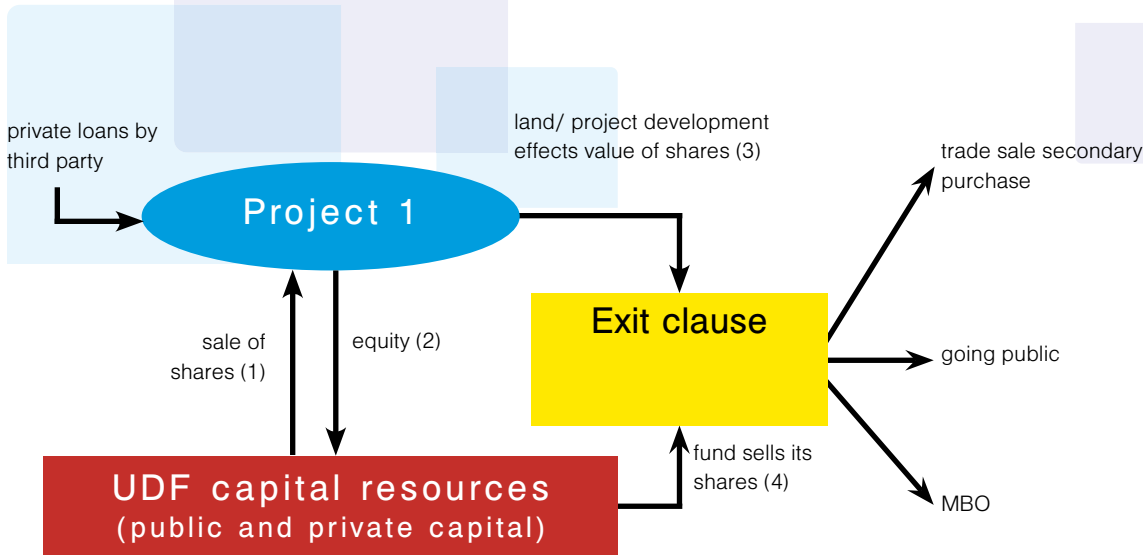 private loans by
third party
land/ project development
effects value of shares (3)
trade sale secondary
purchase
Project 1
Exit clause
sale of
shares (1)
equity (2)
going public
fund sells its
shares (4)
UDF capital resources
(public and private capital)
MBO